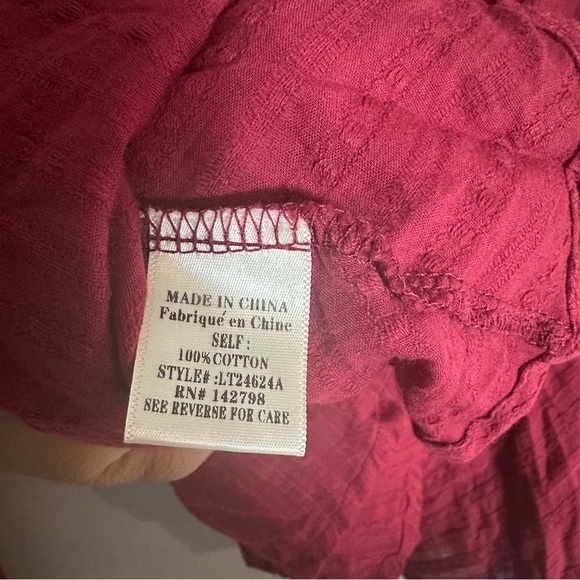 MADE IN CHINA
Fabriqué en Chine
SELF:
100%COTTON
STYLE# :LT24624A
RN# 142798
SEE REVERSE FOR CARE